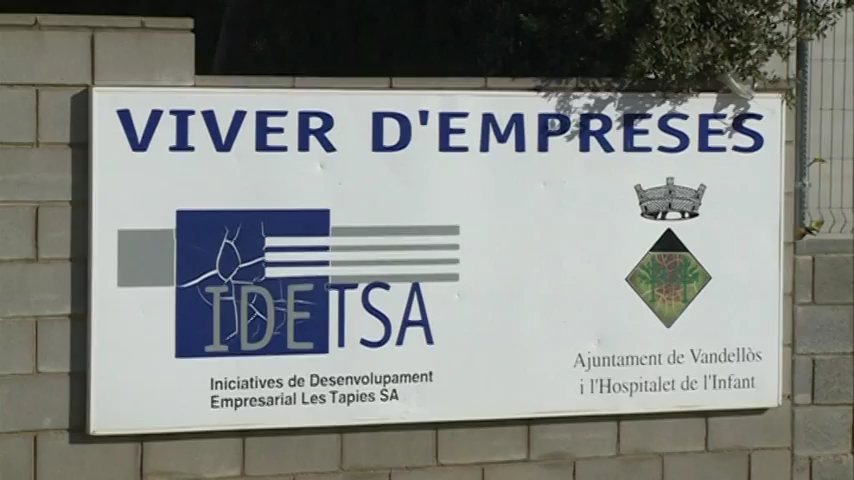 VIVER D'EMPRESES
IDETSA
Iniciatives de Desenvolupament
Empresarial Les Tapies SA
Ajuntament de Vandellòs
i l'Hospitalet de l'Infant